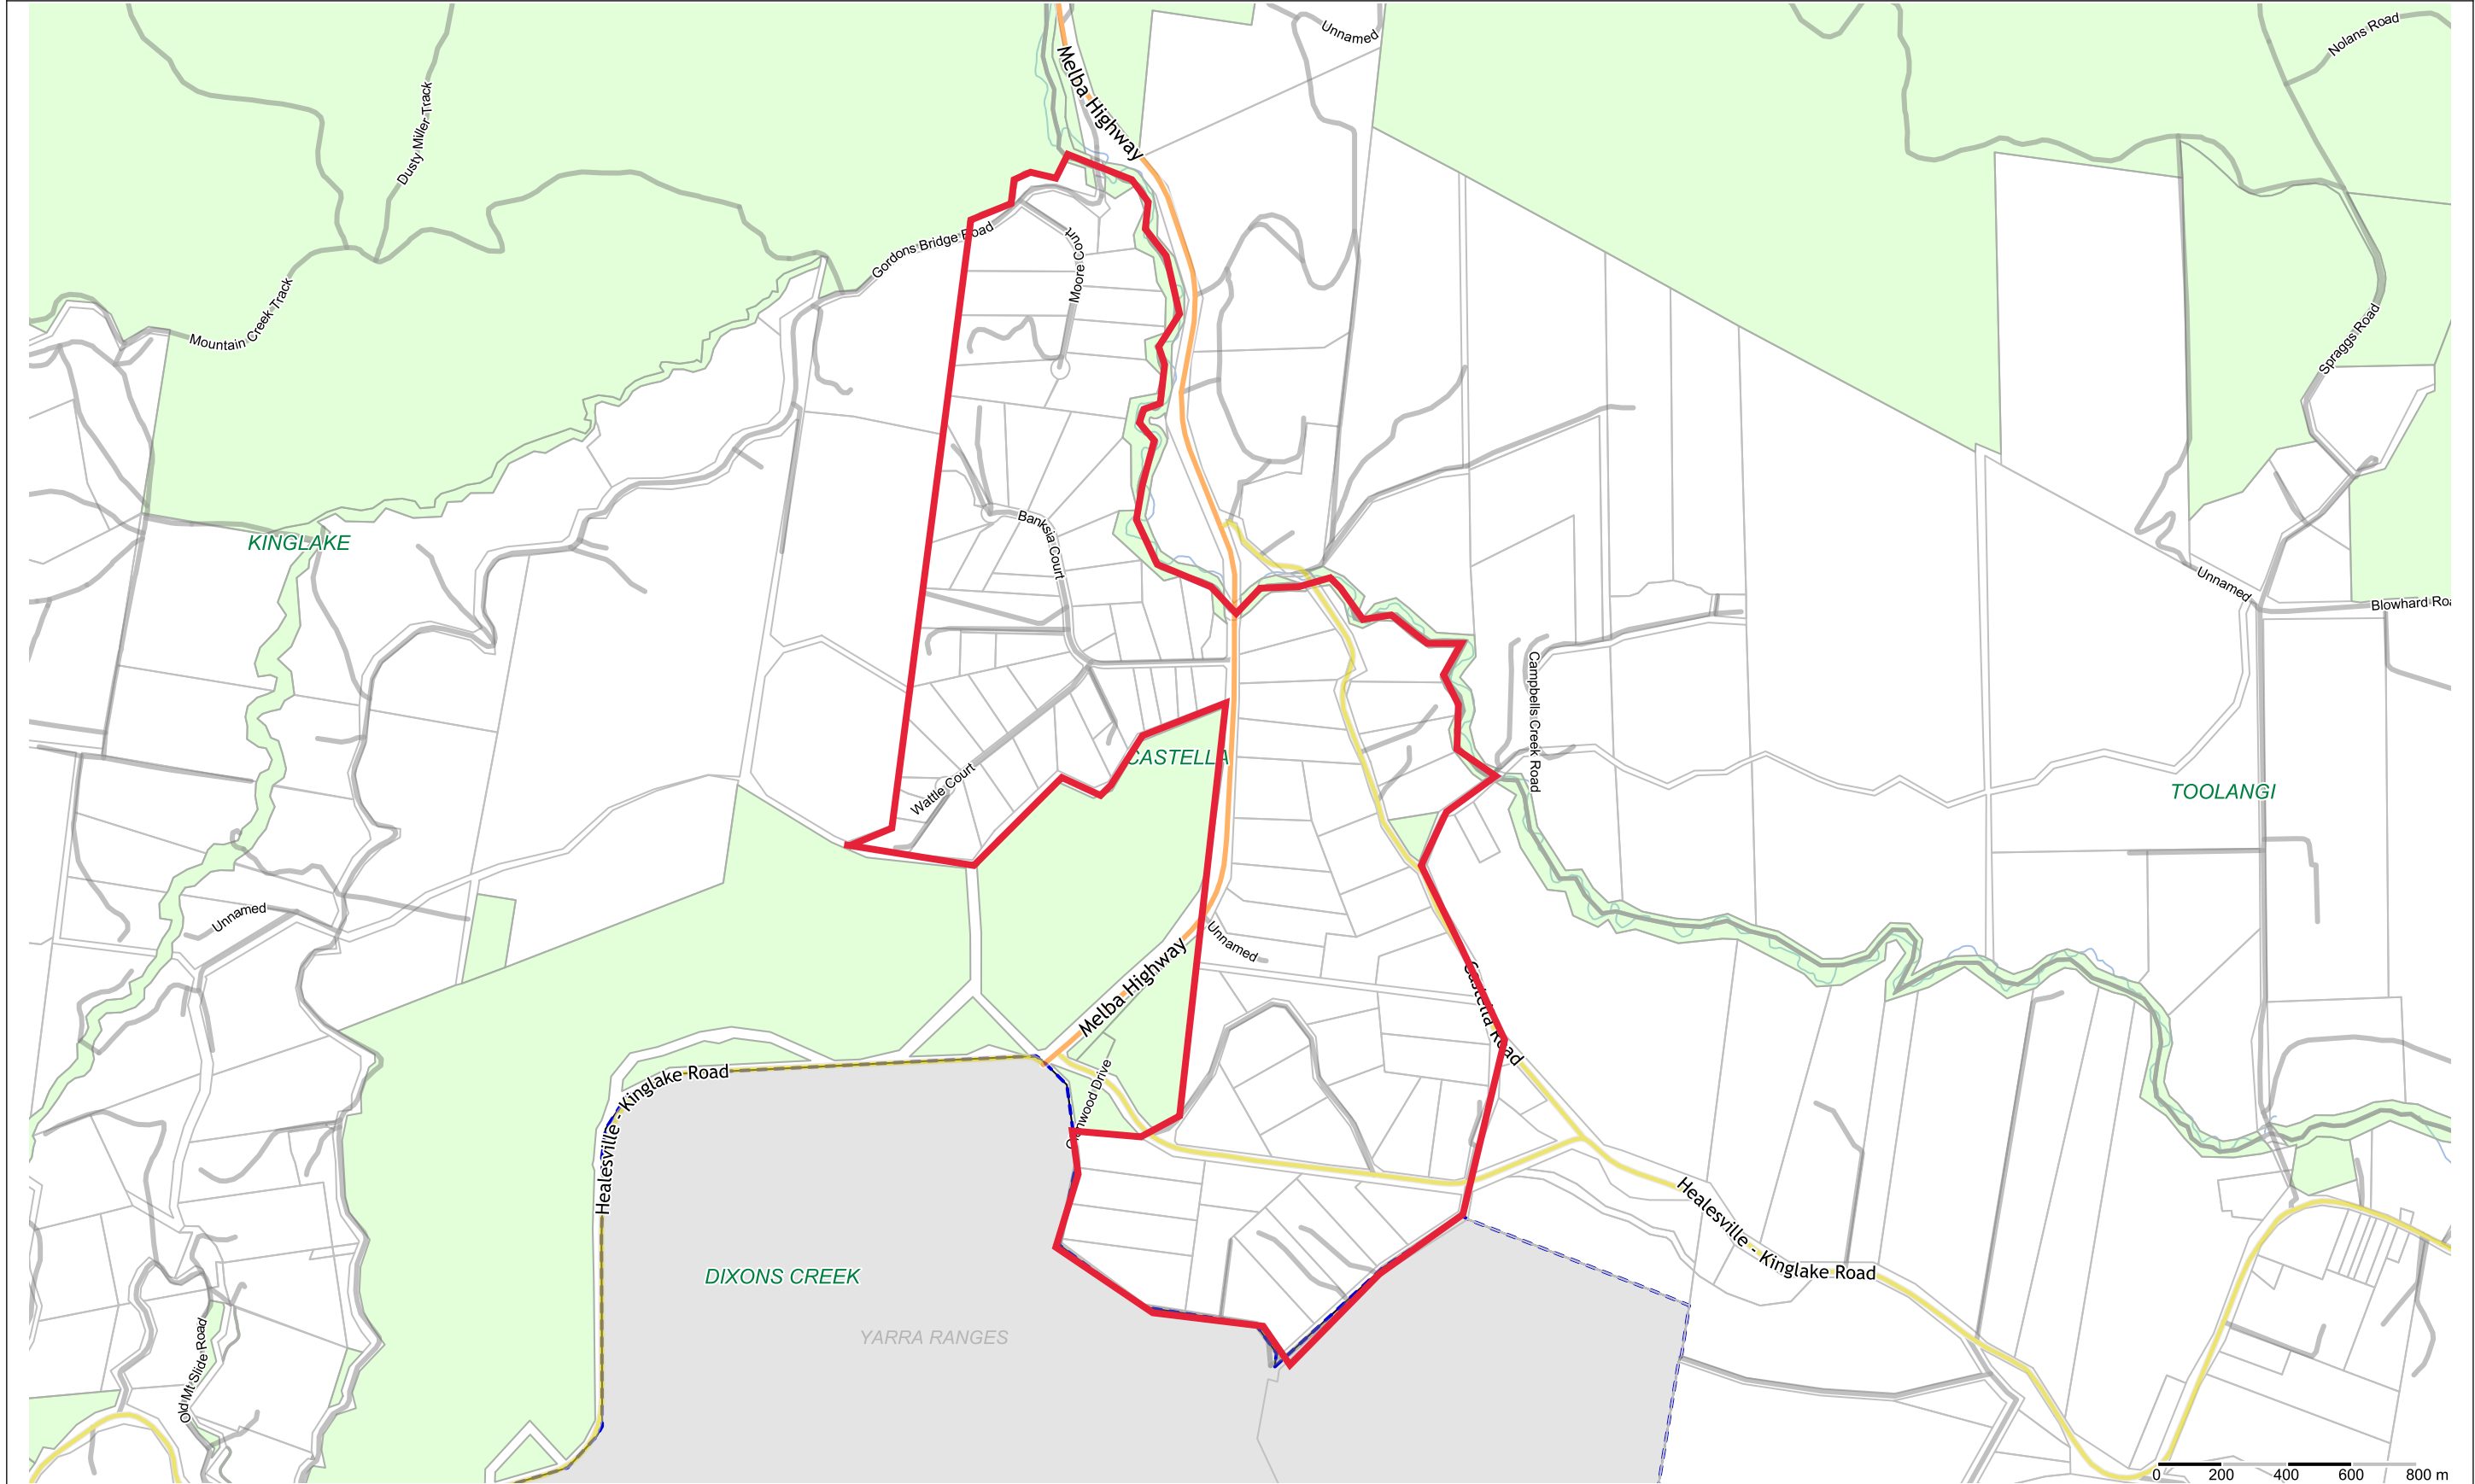 Unnamed
Nolans Road
Melba Highway
Dusty Miller Track
Gordons Bridge Road
Moore Court
Mountain Creek Track
Spraggs Road
KINGLAKE
Banksia Court
Unnamed
Blowhard Roa
Campbells Creek Road
CASTELLA
Wattle Court
TOOLANGI
Unnamed
Unnamed
Melba Highway
Castella Road
Healesville - Kinglake Road
wood Drive
Healesville - Kinglake Road
DIXONS CREEK
YARRA RANGES
Old Mt Slide Road
0 200 400 600 800 m